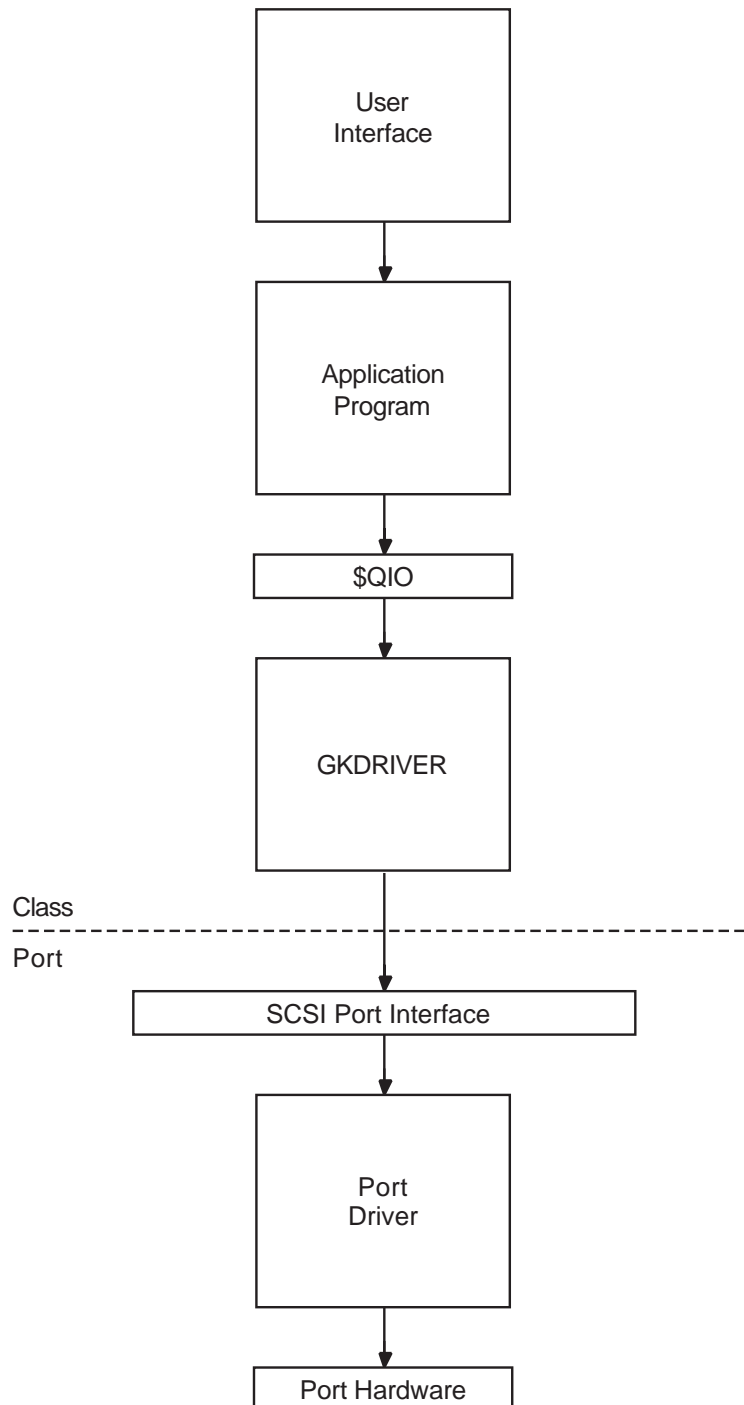 User
Interface
Application
Program
$QIO
GKDRIVER
Class
Port
SCSI Port Interface
Port
Driver
Port Hardware